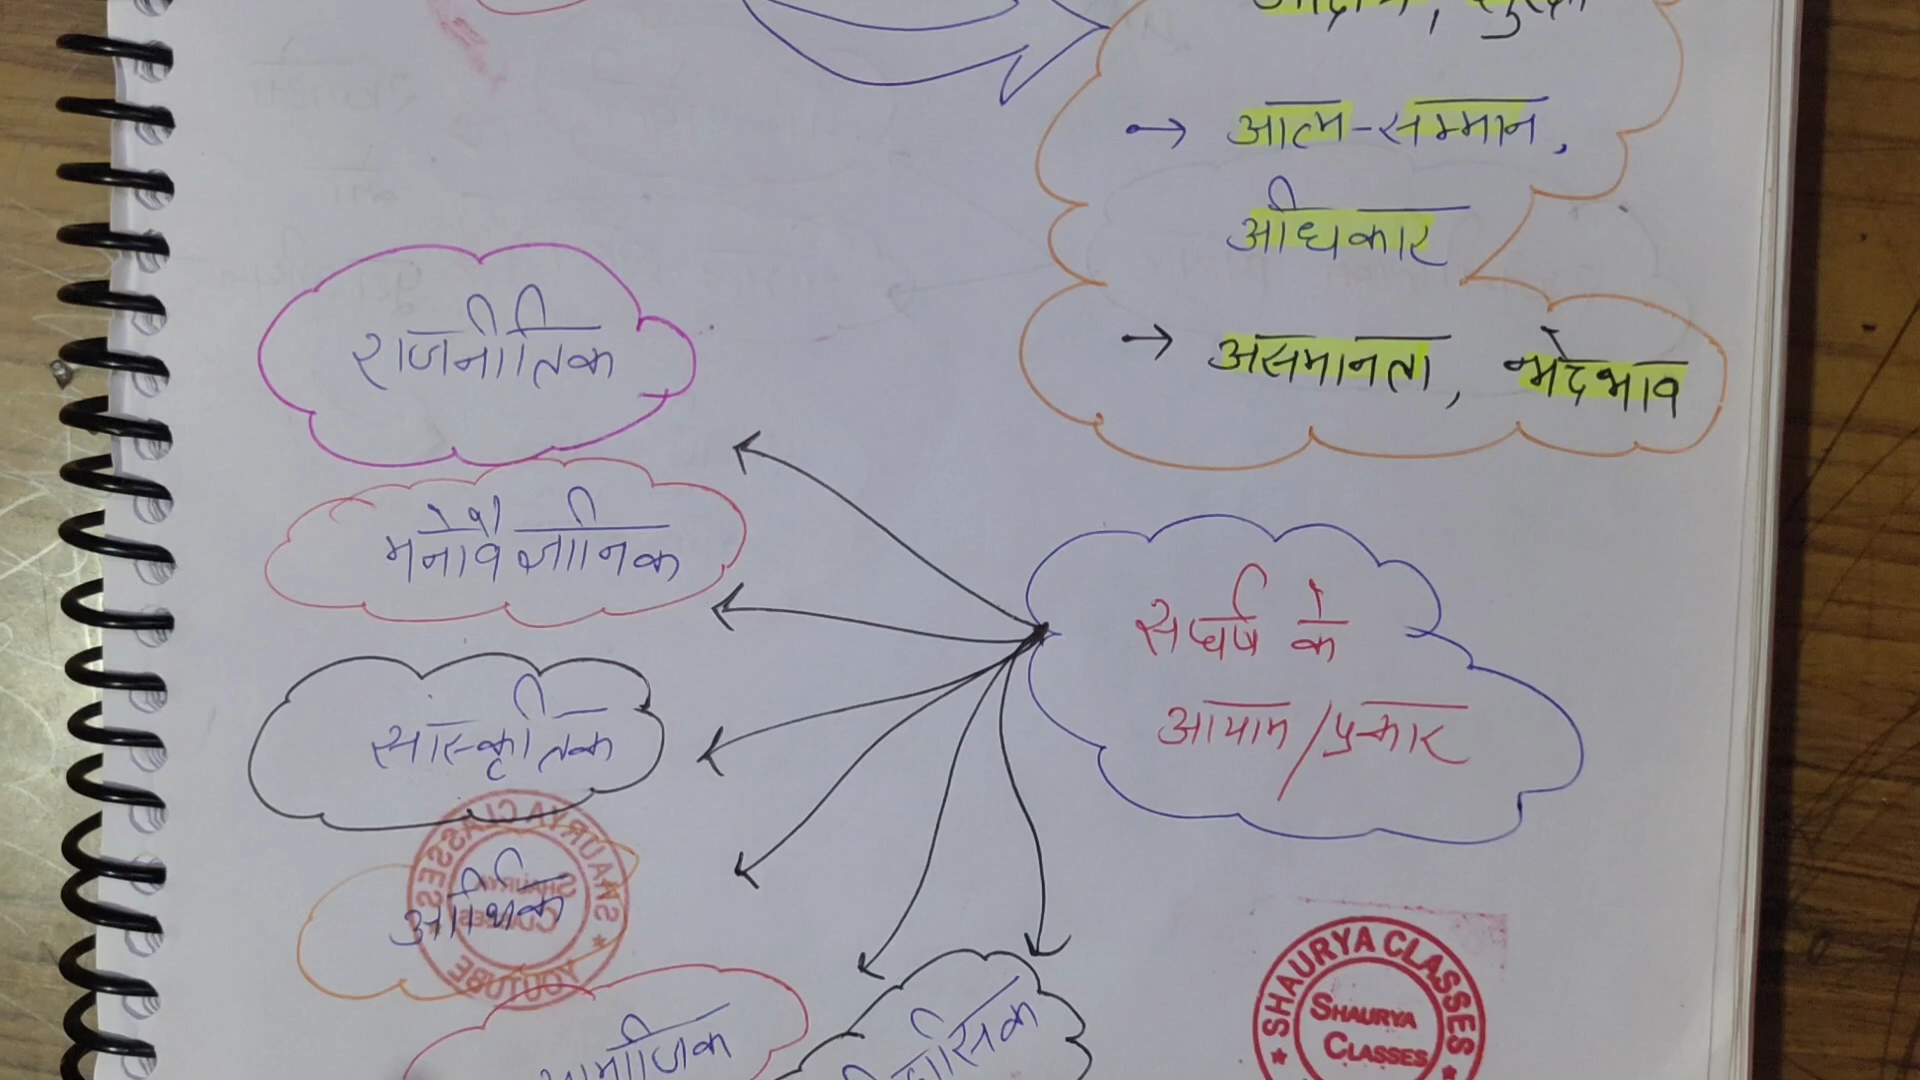 → आत्म-सम्मान,
अधिकार
→ असमानता, भेदभाव
राजनीतिक
मनोवैज्ञानिक
सांस्कृतिक
आर्थिक
संघर्ष के
आयाम/प्रकार
SHAURYA CLASSES
SHAURYA
CLASSES